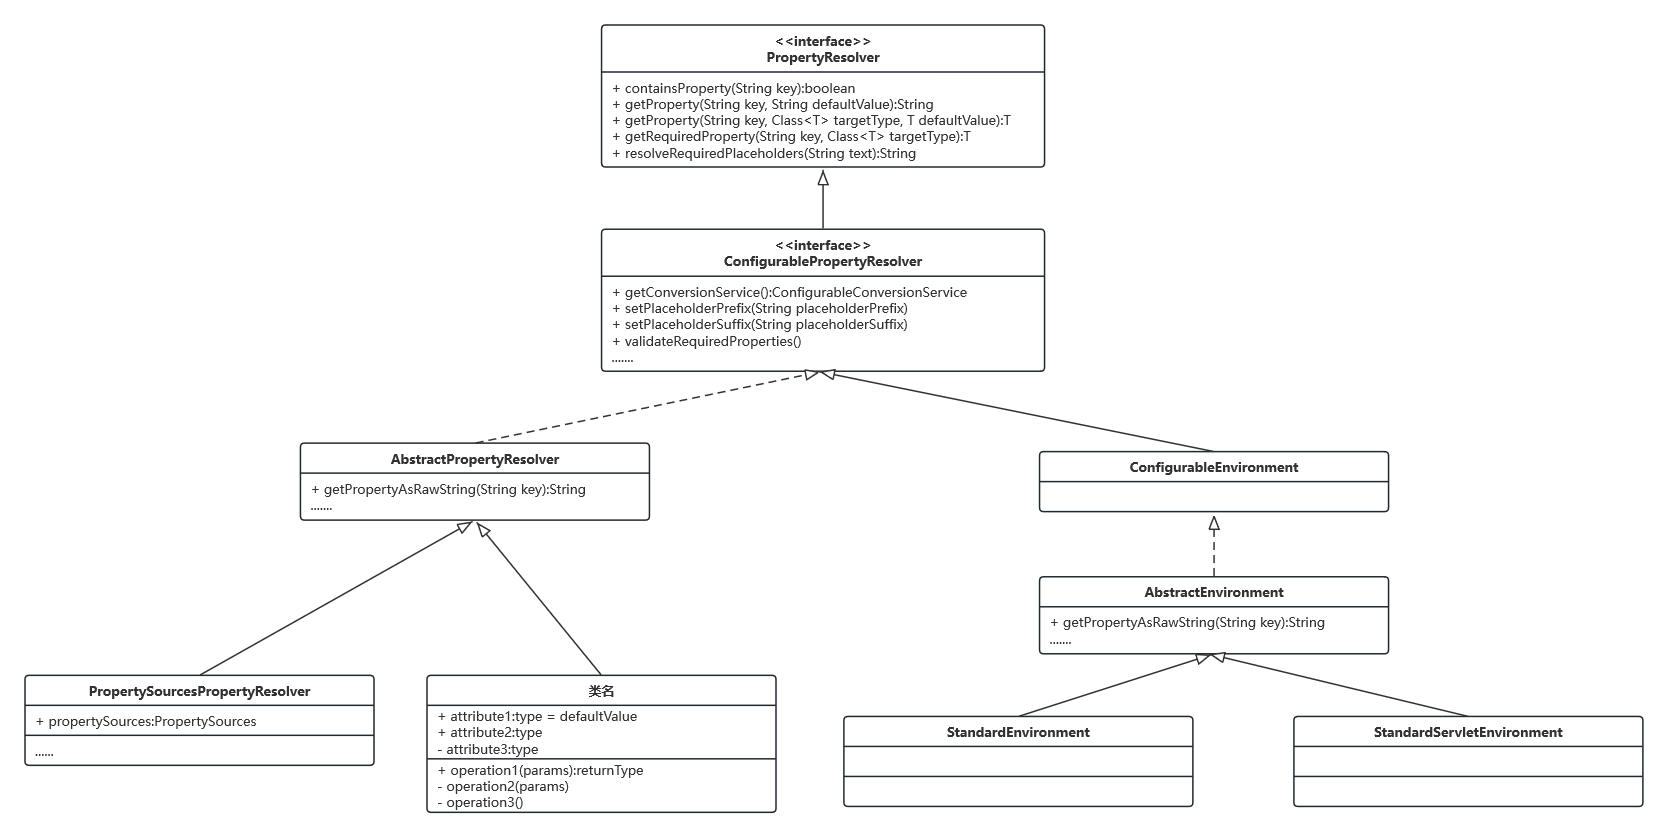 <<interface>>
PropertyResolver
+ containsProperty(String key):boolean
+ getProperty(String key, String defaultValue):String
+ getProperty(String key, Class<T> targetType, T defaultValue):T
+ getRequiredProperty(String key, Class<T> targetType):T
+ resolveRequiredPlaceholders(String text):String
<<interface>>
ConfigurablePropertyResolver
+ getConversionService():ConfigurableConversionService
+ setPlaceholderPrefix(String placeholderPrefix)
+ setPlaceholderSuffix(String placeholderSuffix)
+ validateRequiredProperties()
.......
AbstractPropertyResolver
+ getPropertyAsRawString(String key):String
.......
ConfigurableEnvironment
AbstractEnvironment
+ getPropertyAsRawString(String key):String
.......
PropertySourcesPropertyResolver
+ propertySources:PropertySources
......
类名
+ attribute1:type = defaultValue
+ attribute2:type
- attribute3:type
+ operation1(params):returnType
- operation2(params)
- operation3()
StandardEnvironment
StandardServletEnvironment